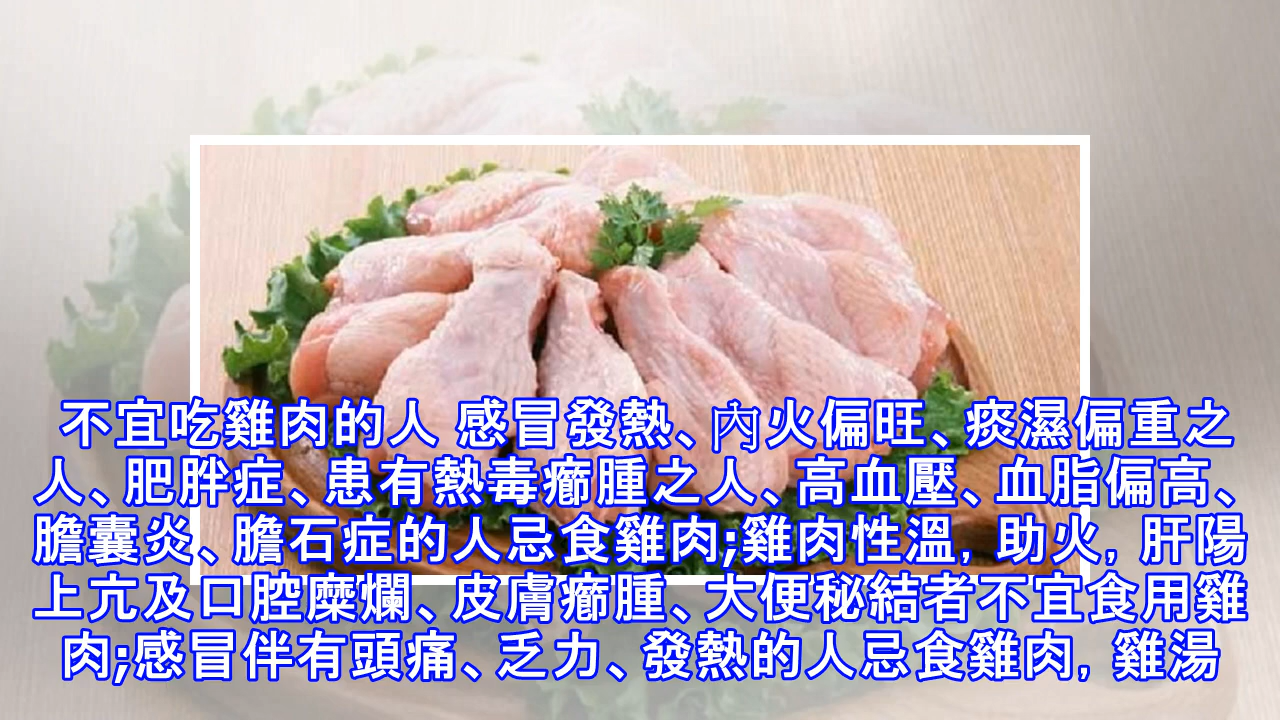 不宜吃雞肉的人 感冒發熱、內火偏旺、痰濕偏重之
人、肥胖症、患有熱毒癤腫之人、高血壓、血脂偏高、
膽囊炎、膽石症的人忌食雞肉;雞肉性溫, 助火, 肝陽
上亢及口腔糜爛、皮膚癤腫、大便秘結者不宜食用雞
肉;感冒伴有頭痛、乏力、發熱的人忌食雞肉, 雞湯